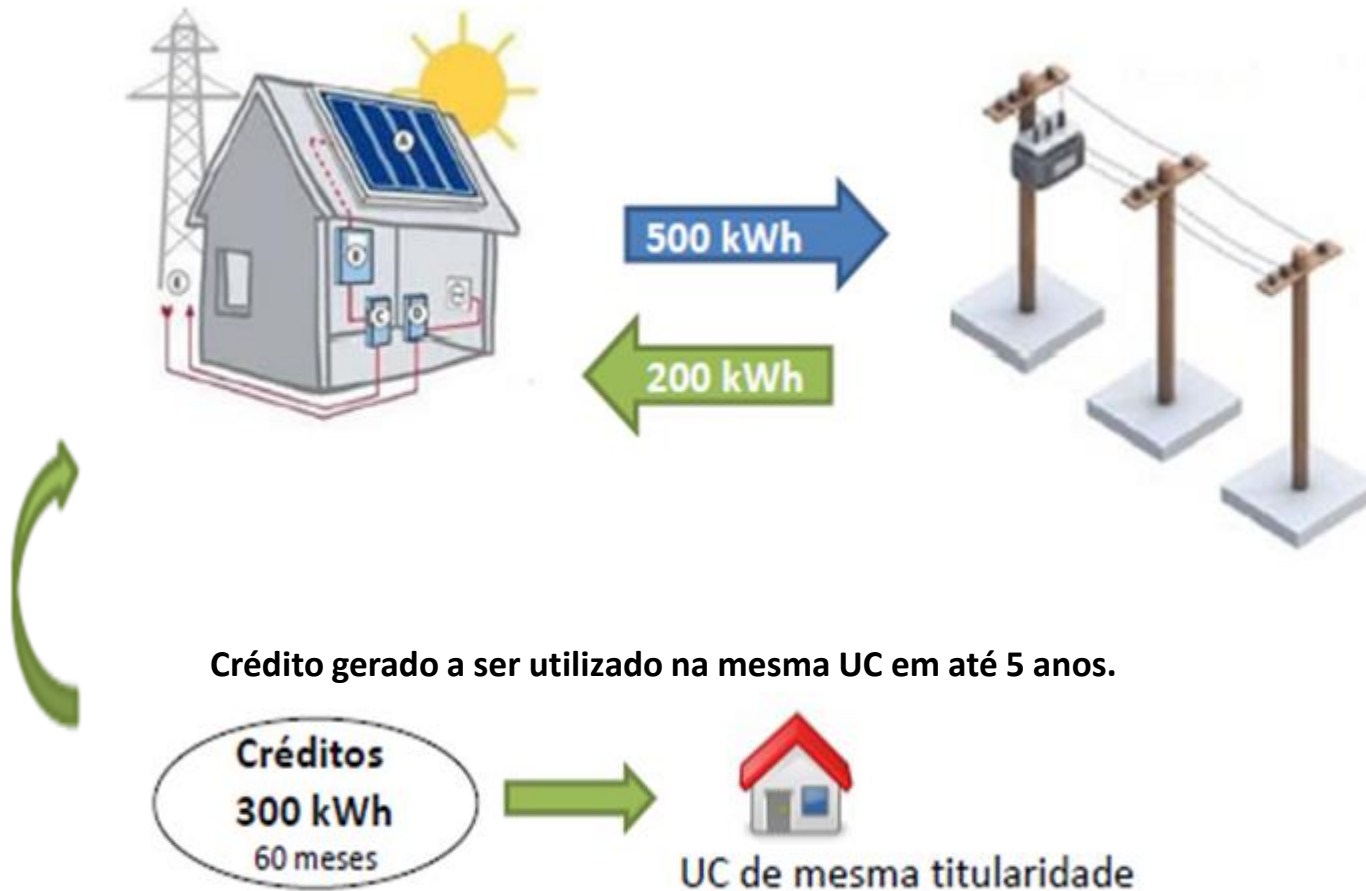 A
B
C
D
E
500 kWh
200 kWh
Crédito gerado a ser utilizado na mesma UC em até 5 anos.
Créditos
300 kWh
60 meses
UC de mesma titularidade